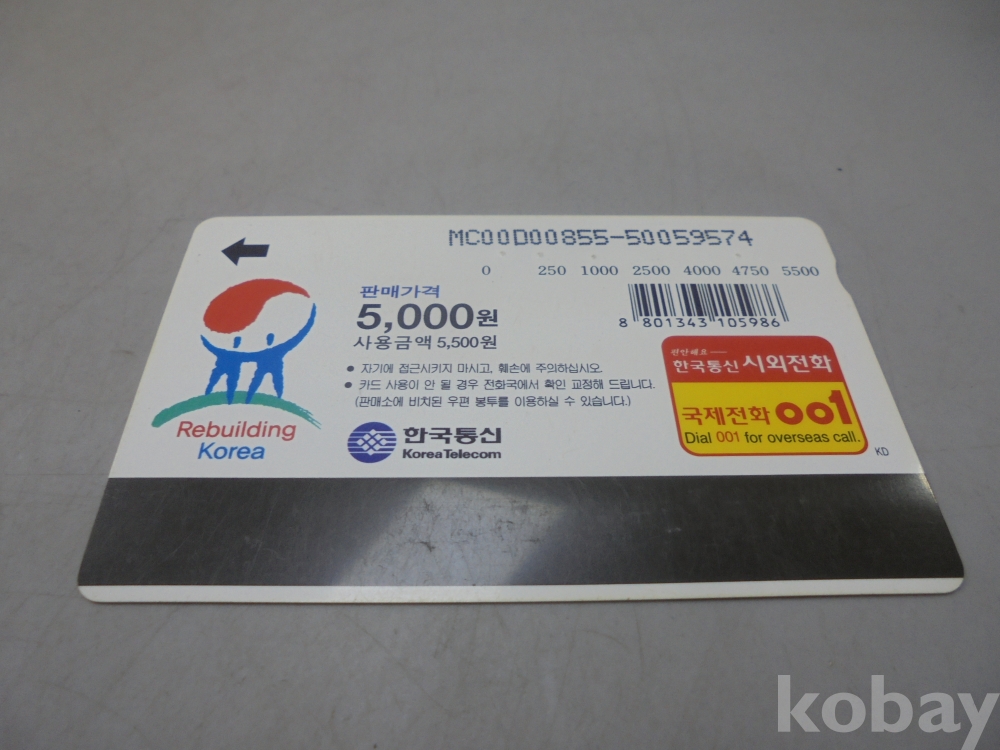 MC00D00855-50059574
0 250 1000 2500 4000 4750 5500
판매가격
5,000원
사용금액 5,500원
8 801343 105986
• 자기에 접근시키지 마시고, 훼손에 주의하십시오.
• 카드 사용이 안 될 경우 전화국에서 확인 교정해 드립니다.
(판매소에 비치된 우편 봉투를 이용하실 수 있습니다.)
한국통신
Korea Telecom
Rebuilding
Korea
한국통신 시외전화
국제전화 001
Dial 001 for overseas call.
KD
kobay